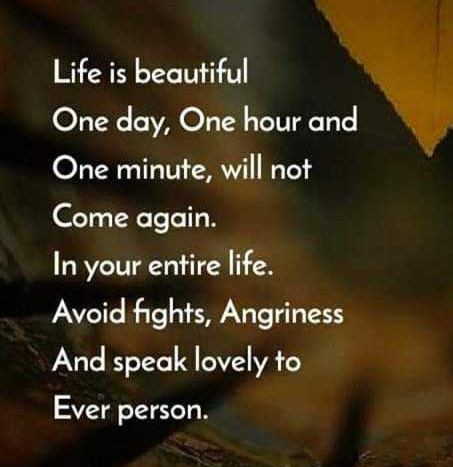 Life is beautiful
One day, One hour and
One minute, will not
Come again.
In your entire life.
Avoid fights, Angriness
And speak lovely to
Ever person.